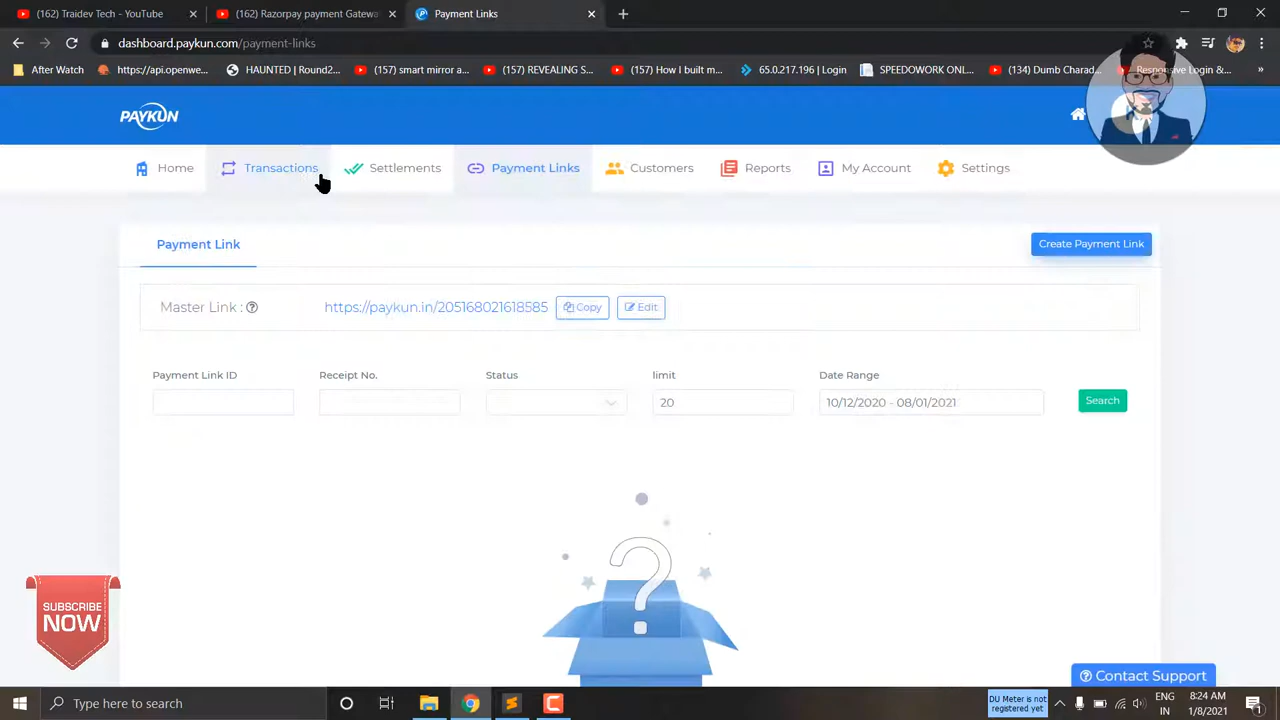 (162) Traidev Tech - YouTube
(162) Razorpay payment Gatewa
Payment Links
dashboard.paykun.com/payment-links
After Watch
https://api.openwe...
HAUNTED | Round2...
(157) smart mirror -...
(157) REVEALING S...
(157) How I built m...
65.0.217.196 | Login
SPEEDWORK ONL...
(134) Dumb Charad...
Responsive Login &...
»
PAYKUN
Home
Transactions
Settlements
Payment Links
Customers
Reports
My Account
Settings
Payment Link
Create Payment Link
Master Link :
https://paykun.in/205168021618585
Copy
Edit
Payment Link ID
Receipt No.
Status
limit
Date Range
20
10/12/2020 - 08/01/2021
Search
SUBSCRIBE
NOW
Contact Support
Type here to search
DU Meter is not
registered yet
ENG
IN
8:24 AM
1/8/2021